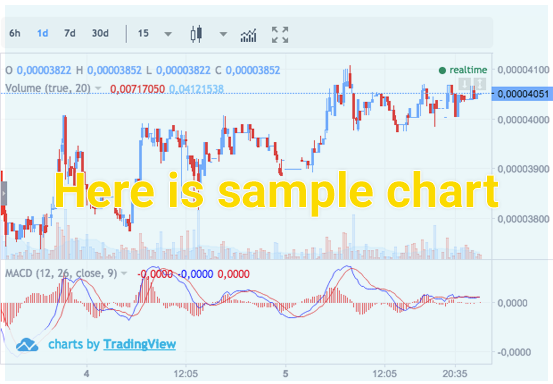 6h 1d 7d 30d 15
O 0,00003822 H 0,00003852 L 0,00003822 C 0,00003852
realtime
0,00004100
Volume (true, 20) 0,00717050 0,04121538
0,00004051
0,00004000
0,00003900
Here is sample chart
0,00003800
MACD (12, 26, close, 9) -0,0000 -0,0000 0,0000
0,0000
charts by TradingView
-0,0000
4 12:05 5 12:05 20:35